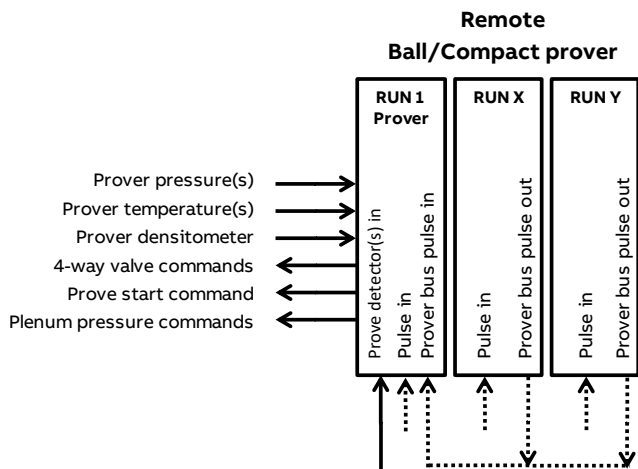 Remote
Ball/Compact prover
RUN 1
Prover
RUN X
RUN Y
Prover pressure(s)
Prover temperature(s)
Prover densitometer
4-way valve commands
Prove start command
Plenum pressure commands
Prove detector(s) in
Pulse in
Prover bus pulse in
Pulse in
Prover bus pulse out
Pulse in
Prover bus pulse out